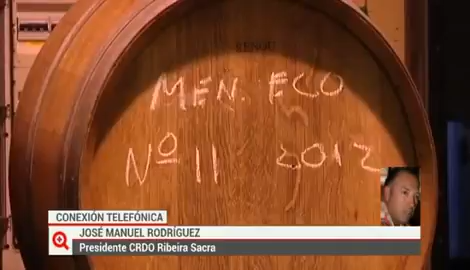 MEN. ECO
Nº 11 2012
CONEXIÓN TELEFÓNICA
JOSÉ MANUEL RODRÍGUEZ
Presidente CRDO Ribeira Sacra